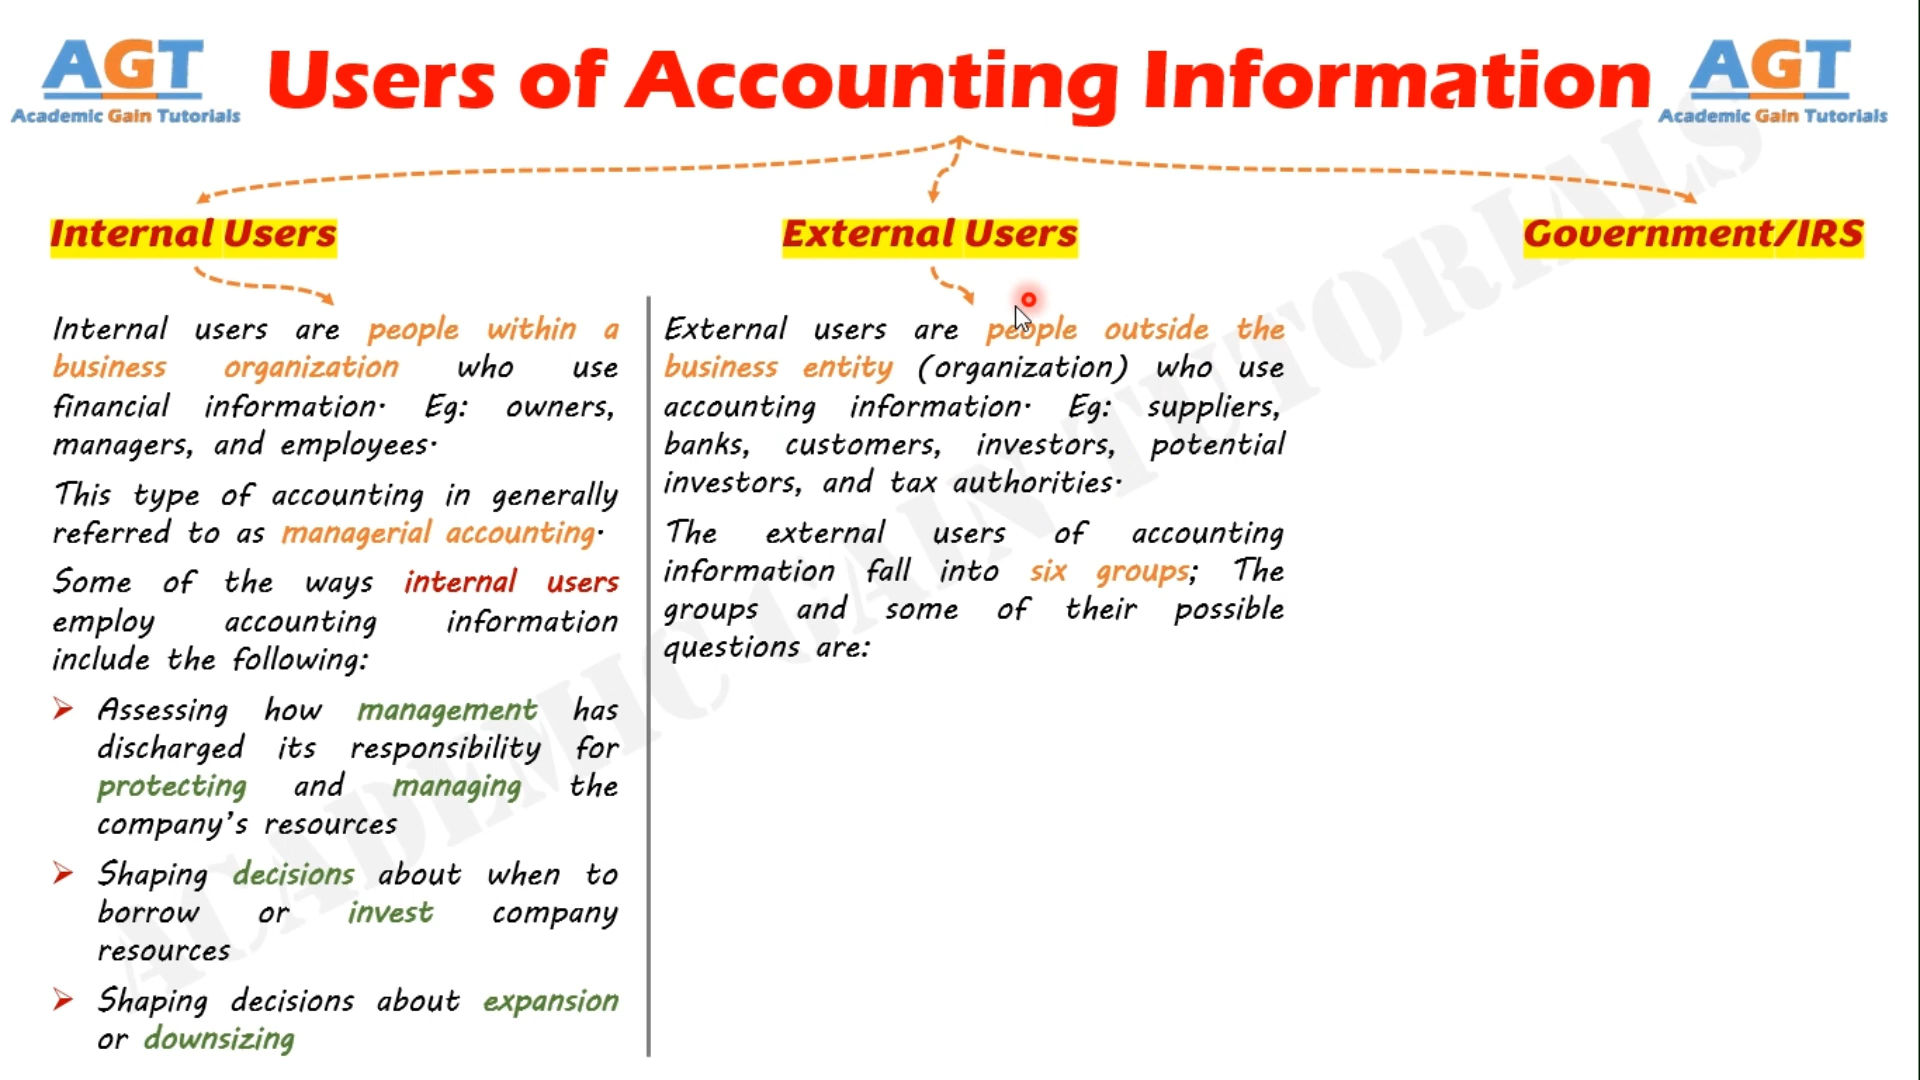 AGT
Academic Gain Tutorials
Users of Accounting Information
AGT
Academic Gain Tutorials
Internal Users
External Users
Government/IRS
Internal users are people within a
business organization who use
financial information. Eg: owners,
managers, and employees.
This type of accounting in generally
referred to as managerial accounting.
Some of the ways internal users
employ accounting information
include the following:
Assessing how management has
discharged its responsibility for
protecting and managing the
company's resources
Shaping decisions about when to
borrow or invest company
resources
Shaping decisions about expansion
or downsizing
External users are people outside the
business entity (organization) who use
accounting information. Eg: suppliers,
banks, customers, investors, potential
investors, and tax authorities.
The external users of accounting
information fall into six groups; The
groups and some of their possible
questions are:
ACADEMIC GAIN TUTORIALS